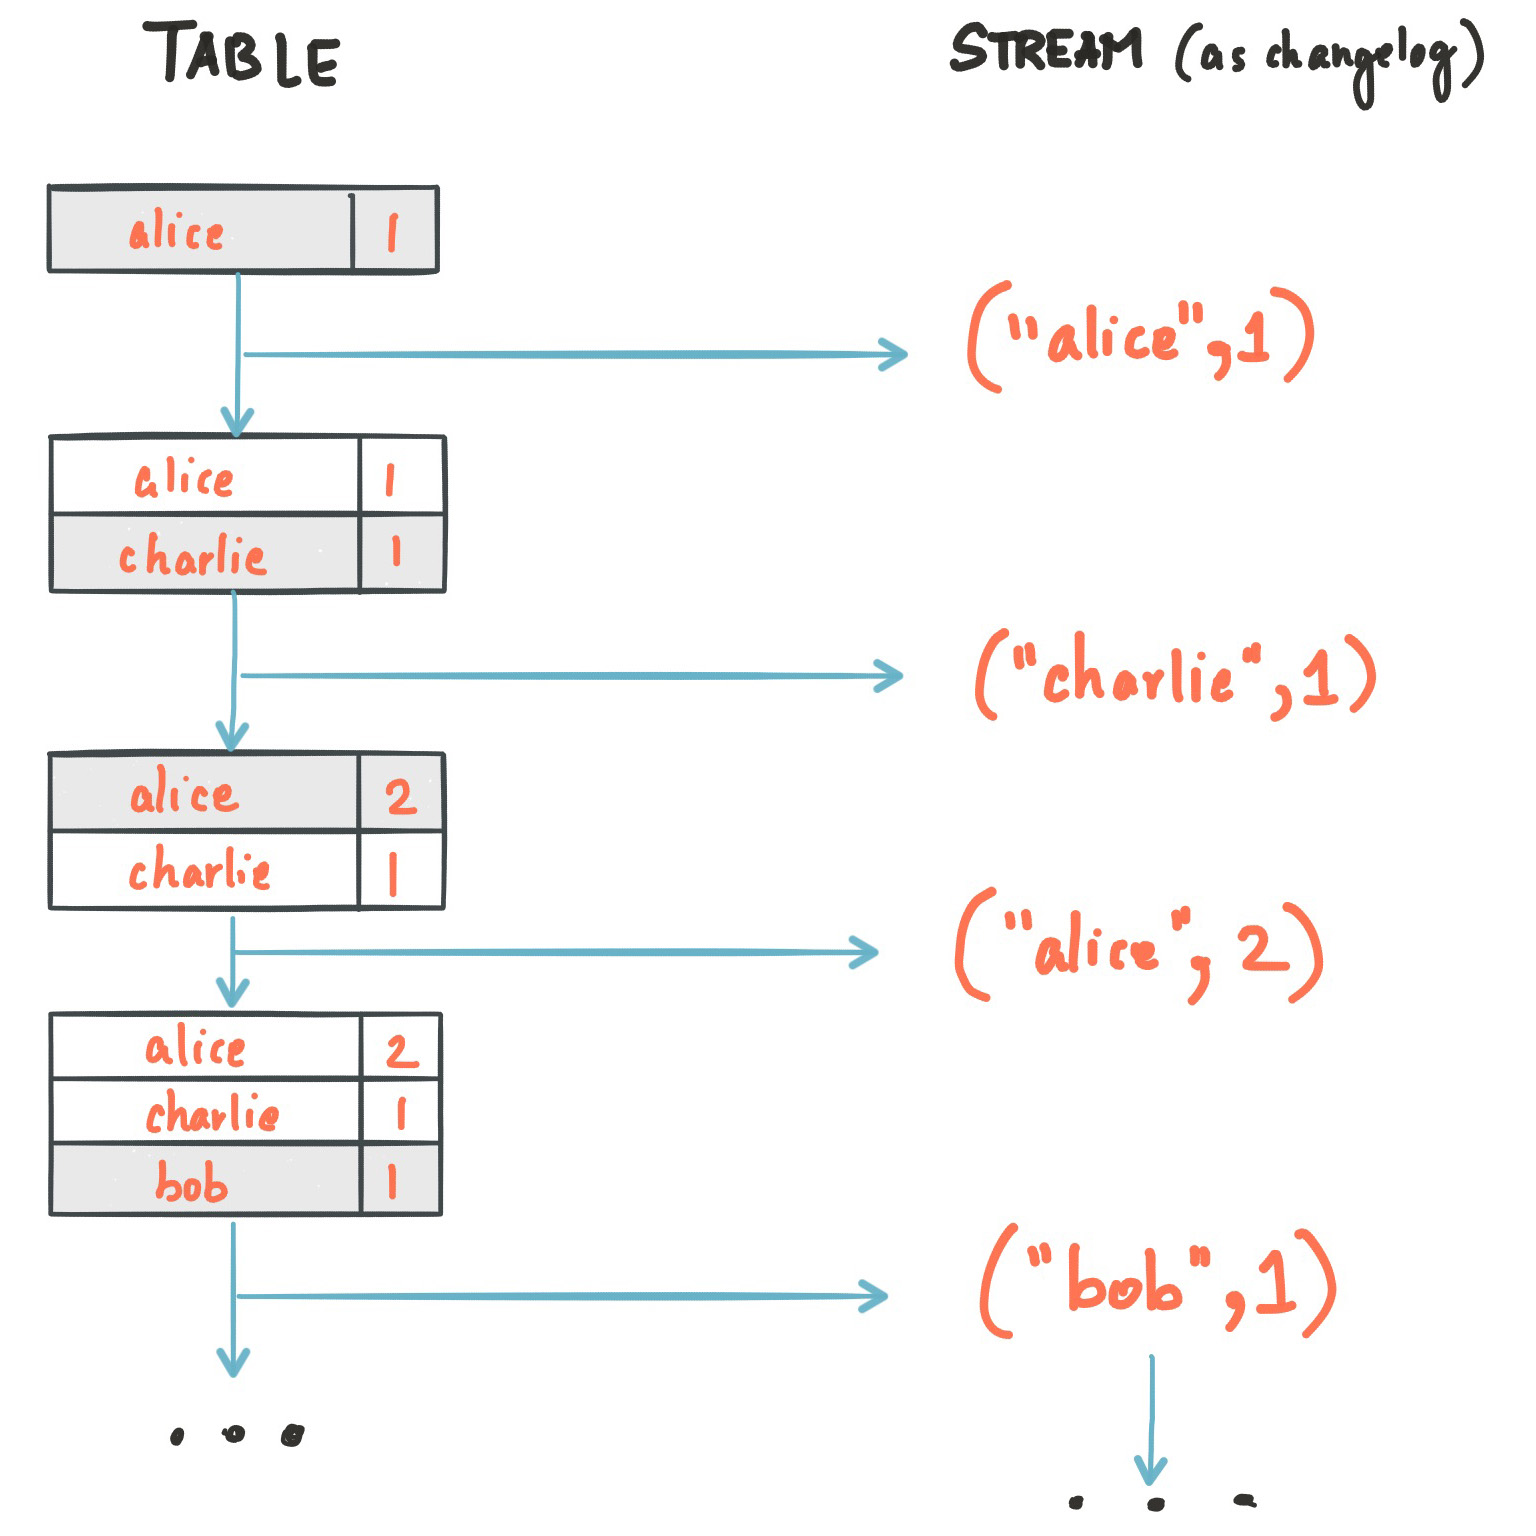 TABLE
STREAM (as changelog)
alice 1
("alice",1)
alice 1
charlie 1
("charlie",1)
alice 2
charlie 1
("alice", 2)
alice 2
charlie 1
bob 1
("bob",1)
...
...